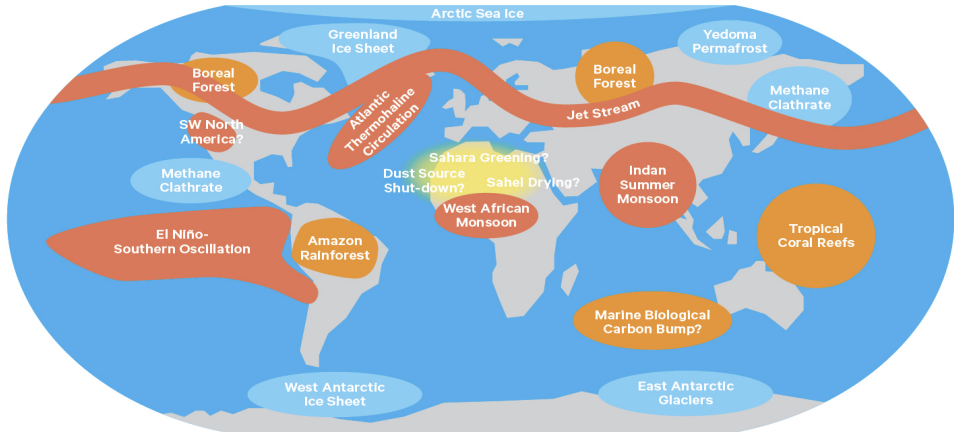 Arctic Sea Ice
Greenland
Ice Sheet
Yedoma
Permafrost
Boreal
Forest
Boreal
Forest
Methane
Clathrate
Jet Stream
Atlantic
Thermohaline
Circulation
SW North
America?
Methane
Clathrate
Sahara Greening?
Dust Source
Shut-down?
Sahel Drying?
Indan
Summer
Monsoon
West African
Monsoon
El Niño-
Southern Oscillation
Amazon
Rainforest
Tropical
Coral Reefs
Marine Biological
Carbon Bump?
West Antarctic
Ice Sheet
East Antarctic
Glaciers